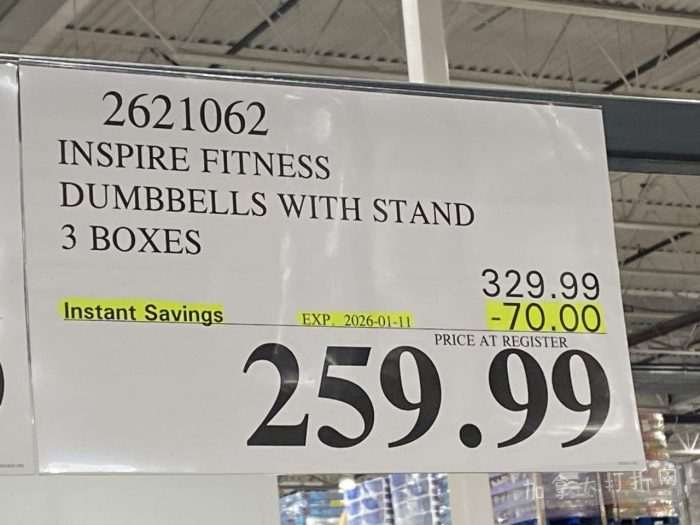 2621062
INSPIRE FITNESS
DUMBBELLS WITH STAND
3 BOXES
329.99
Instant Savings EXP. 2026-01-11 -70.00
PRICE AT REGISTER
259.99
加拿大打折网